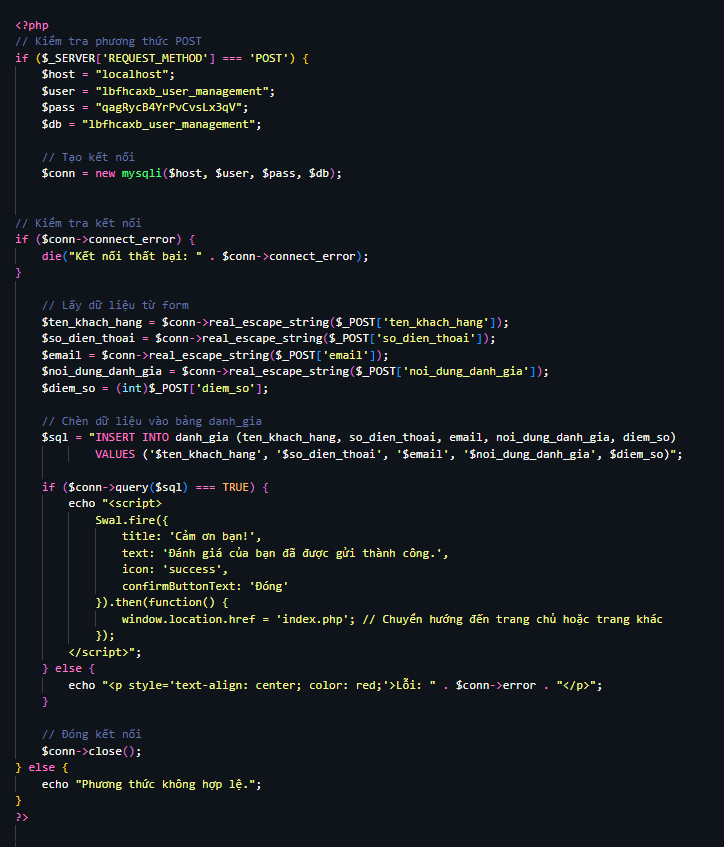 <?php
// Kiểm tra phương thức POST
if ($_SERVER['REQUEST_METHOD'] === 'POST') {
    $host = "localhost";
    $user = "lbfhcaxb_user_management";
    $pass = "qagRycB4YrPvCvsLx3qV";
    $db = "lbfhcaxb_user_management";

    // Tạo kết nối
    $conn = new mysqli($host, $user, $pass, $db);


// Kiểm tra kết nối
if ($conn->connect_error) {
    die("Kết nối thất bại: " . $conn->connect_error);
}

    // Lấy dữ liệu từ form
    $ten_khach_hang = $conn->real_escape_string($_POST['ten_khach_hang']);
    $so_dien_thoai = $conn->real_escape_string($_POST['so_dien_thoai']);
    $email = $conn->real_escape_string($_POST['email']);
    $noi_dung_danh_gia = $conn->real_escape_string($_POST['noi_dung_danh_gia']);
    $diem_so = (int)$_POST['diem_so'];

    // Chèn dữ liệu vào bảng danh_gia
    $sql = "INSERT INTO danh_gia (ten_khach_hang, so_dien_thoai, email, noi_dung_danh_gia, diem_so)
            VALUES ('$ten_khach_hang', '$so_dien_thoai', '$email', '$noi_dung_danh_gia', $diem_so)";

    if ($conn->query($sql) === TRUE) {
        echo "<script>
            Swal.fire({
                title: 'Cảm ơn bạn!',
                text: 'Đánh giá của bạn đã được gửi thành công.',
                icon: 'success',
                confirmButtonText: 'Đóng'
            }).then(function() {
                window.location.href = 'index.php'; // Chuyển hướng đến trang chủ hoặc trang khác
            });
        </script>";
    } else {
        echo "<p style='text-align: center; color: red;'>Lỗi: " . $conn->error . "</p>";
    }

    // Đóng kết nối
    $conn->close();
} else {
    echo "Phương thức không hợp lệ.";
}
?>